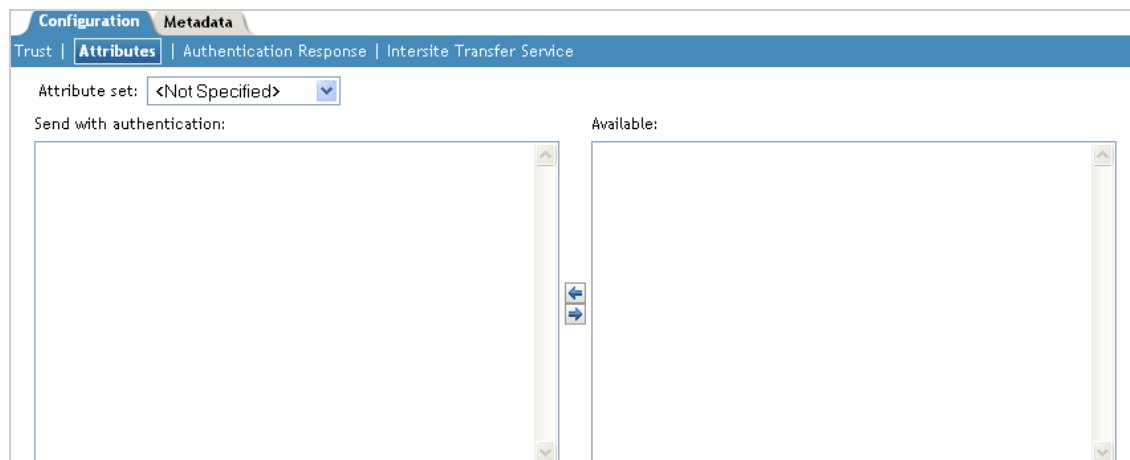 Configuration Metadata
Trust | Attributes | Authentication Response | Intersite Transfer Service
Attribute set: <Not Specified>
Send with authentication: Available: